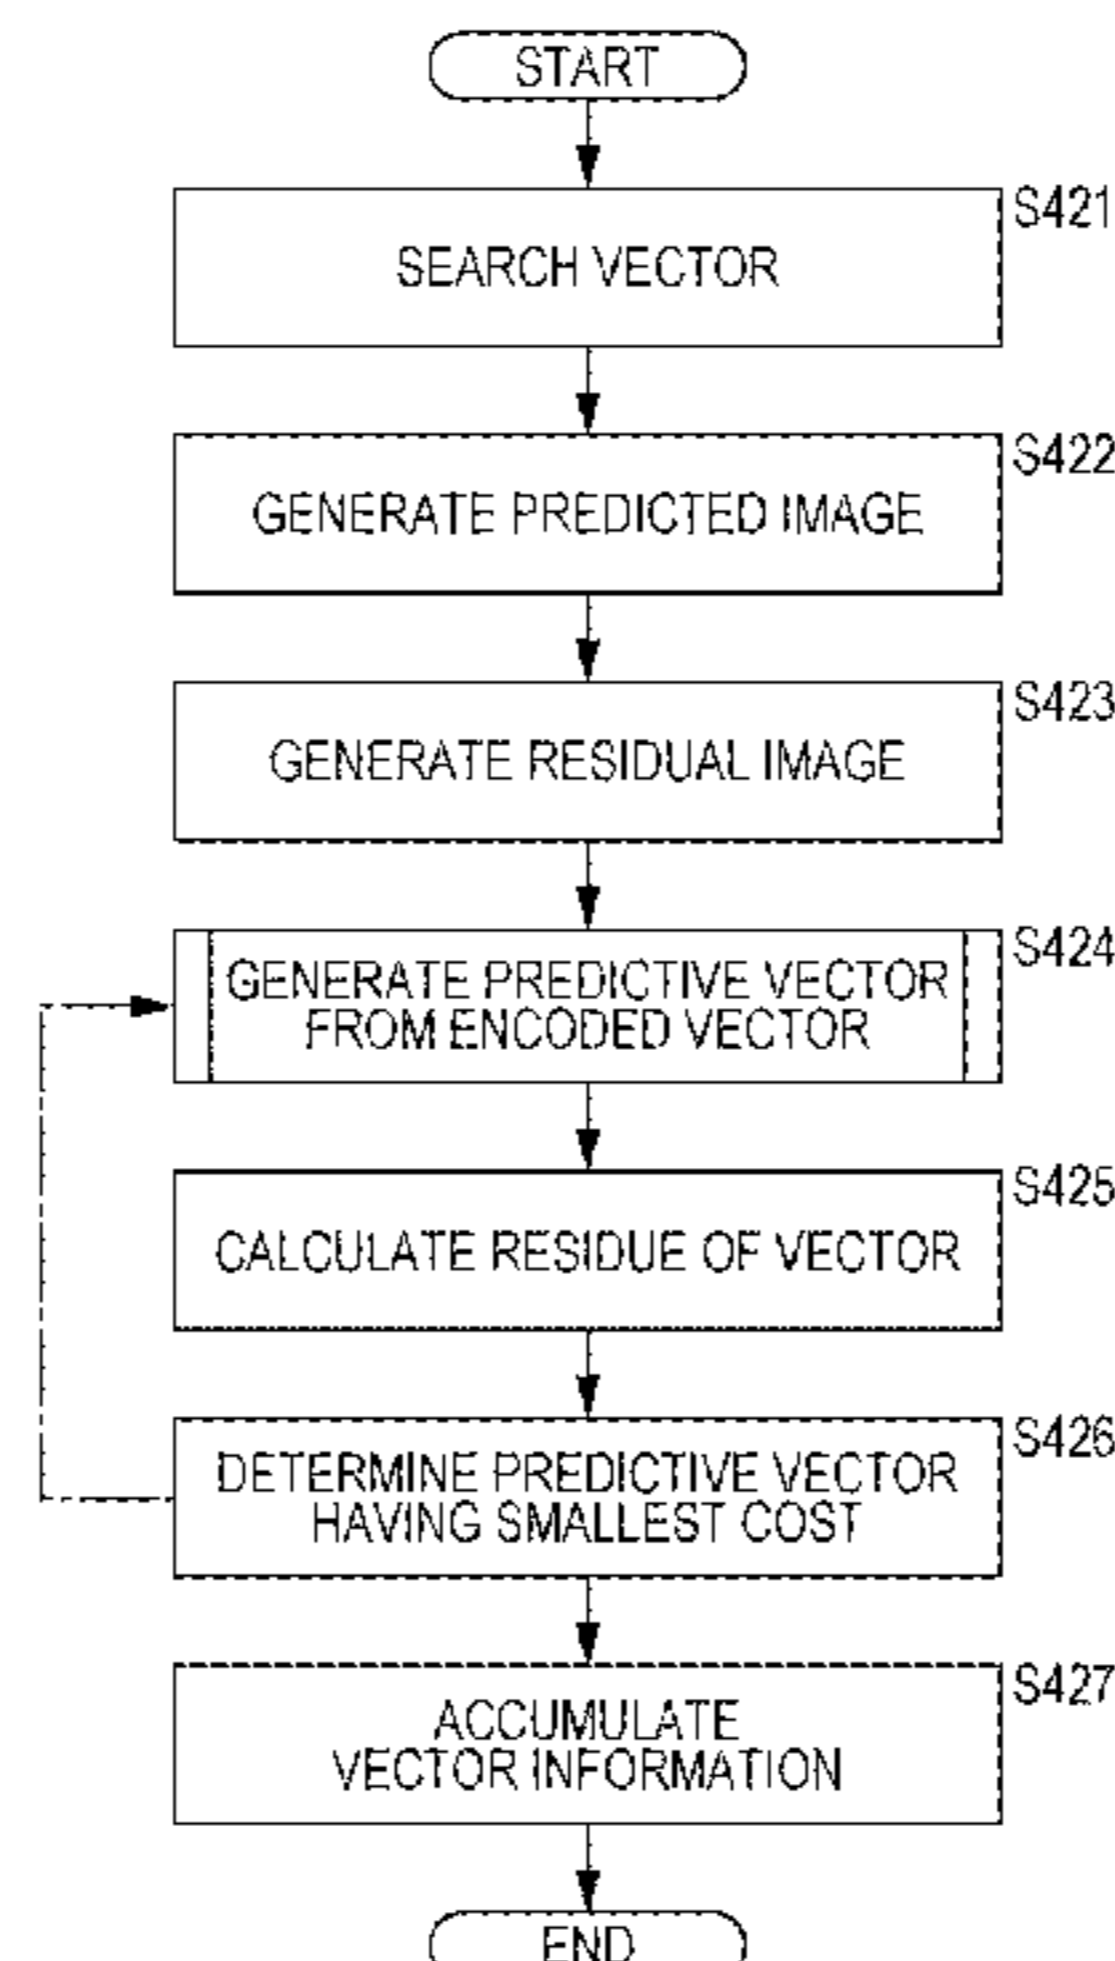 START
S421
SEARCH VECTOR
S422
GENERATE PREDICTED IMAGE
S423
GENERATE RESIDUAL IMAGE
S424
GENERATE PREDICTIVE VECTOR
FROM ENCODED VECTOR
S425
CALCULATE RESIDUE OF VECTOR
S426
DETERMINE PREDICTIVE VECTOR
HAVING SMALLEST COST
S427
ACCUMULATE
VECTOR INFORMATION
END